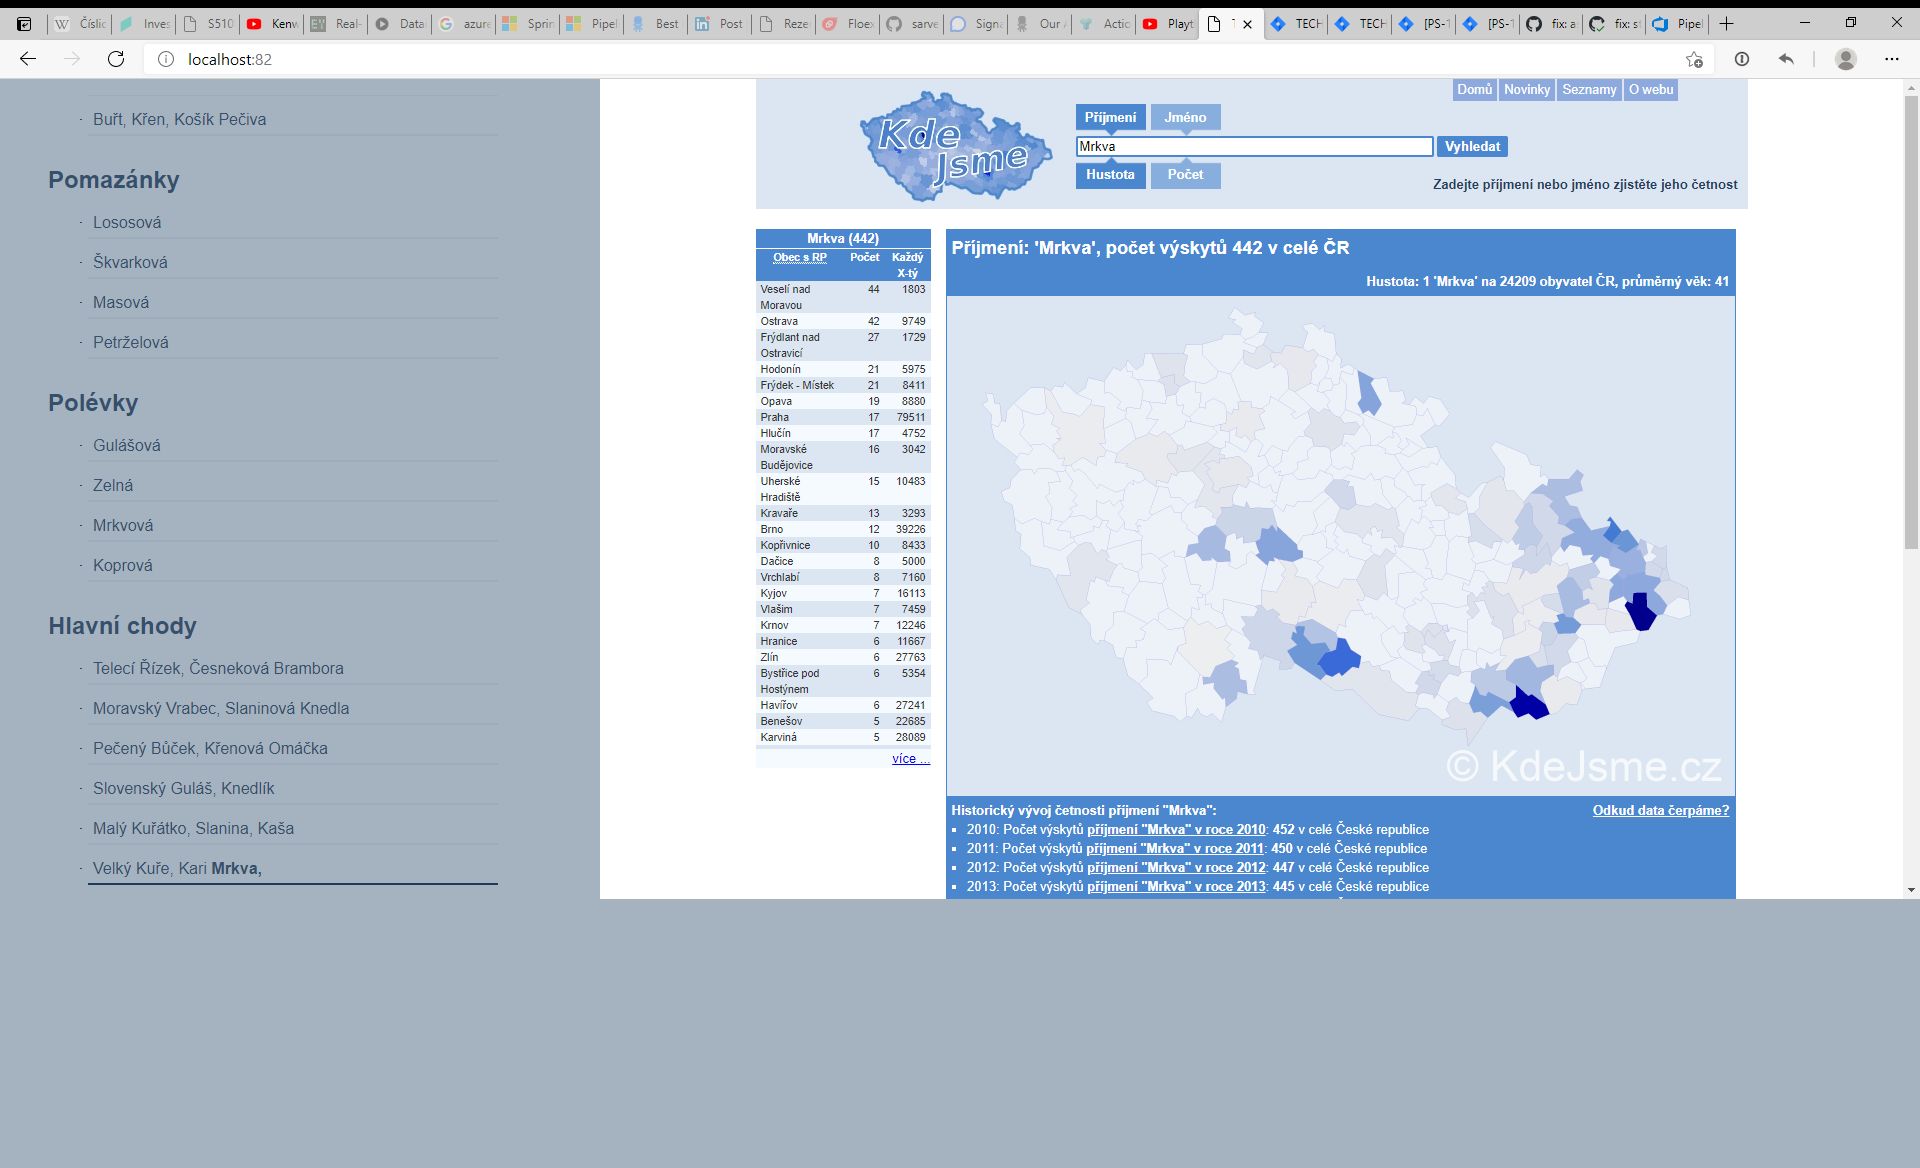 Číslic
Inves
S510
Kenw
Real-
Data
azure
Sprin
Pipel
Best
Post
Reze
Floex
sarve
Signa
Our A
Actio
Playt
TECH
TECH
[PS-1
[PS-1
fix: a
fix: s
Pipel
localhost:82
Buřt, Křen, Košík Pečiva
Pomazánky
Lososová
Škvarková
Masová
Petrželová
Polévky
Gulášová
Zelná
Mrkvová
Koprová
Hlavní chody
Telecí Řízek, Česneková Brambora
Moravský Vrabec, Slaninová Knedla
Pečený Bůček, Křenová Omáčka
Slovenský Guláš, Knedlík
Malý Kuřátko, Slanina, Kaša
Velký Kuře, Kari Mrkva,
Domů Novinky Seznamy O webu
Kde Jsme
Příjmení Jméno
Mrkva Vyhledat
Hustota Počet
Zadejte příjmení nebo jméno zjistěte jeho četnost
Mrkva (442)
Obec s RP Počet Každý
X-tý
Veselí nad 44 1803
Moravou
Ostrava 42 9749
Frýdlant nad 27 1729
Ostravicí
Hodonín 21 5975
Frýdek - Místek 21 8411
Opava 19 8880
Praha 17 79511
Hlučín 17 4752
Moravské 16 3042
Budějovice
Uherské 15 10483
Hradiště
Kravaře 13 3293
Brno 12 39226
Kopřivnice 10 8433
Dačice 8 5000
Vrchlabí 8 7160
Kyjov 7 16113
Vlašim 7 7459
Krnov 7 12246
Hranice 6 11667
Zlín 6 27763
Bystřice pod 6 5354
Hostýnem
Havířov 6 27241
Benešov 5 22685
Karviná 5 28089
více ...
Příjmení: 'Mrkva', počet výskytů 442 v celé ČR
Hustota: 1 'Mrkva' na 24209 obyvatel ČR, průměrný věk: 41
© KdeJsme.cz
Historický vývoj četnosti příjmení "Mrkva": Odkud data čerpáme?
2010: Počet výskytů příjmení "Mrkva" v roce 2010: 452 v celé České republice
2011: Počet výskytů příjmení "Mrkva" v roce 2011: 450 v celé České republice
2012: Počet výskytů příjmení "Mrkva" v roce 2012: 447 v celé České republice
2013: Počet výskytů příjmení "Mrkva" v roce 2013: 445 v celé České republice